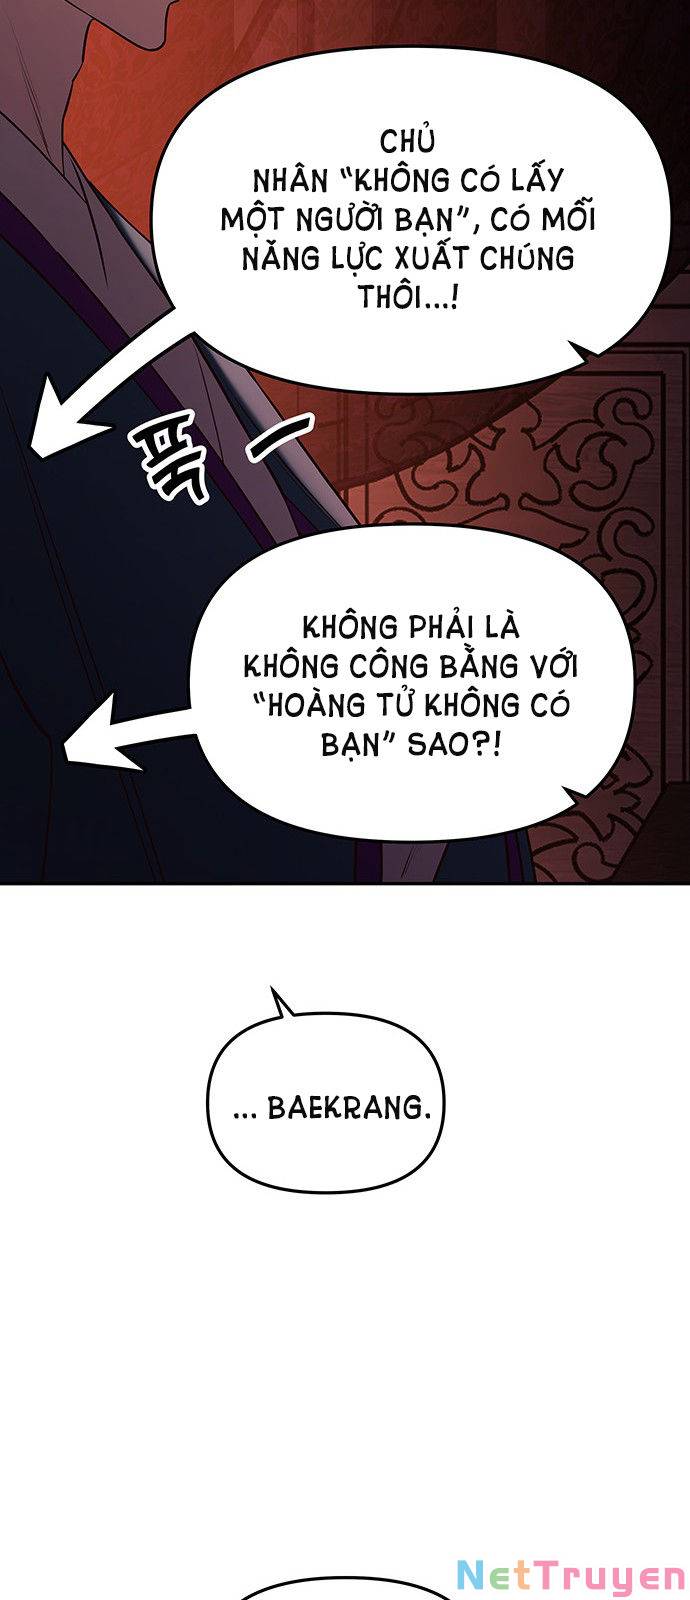 CHỦ
NHÂN “KHÔNG CÓ LẤY
MỘT NGƯỜI BẠN”, CÓ MỖI
NĂNG LỰC XUẤT CHÚNG
THÔI...!
푹
KHÔNG PHẢI LÀ
KHÔNG CÔNG BẰNG VỚI
“HOÀNG TỬ KHÔNG CÓ
BẠN” SAO?!
... BAEKRANG.
NetTruyen